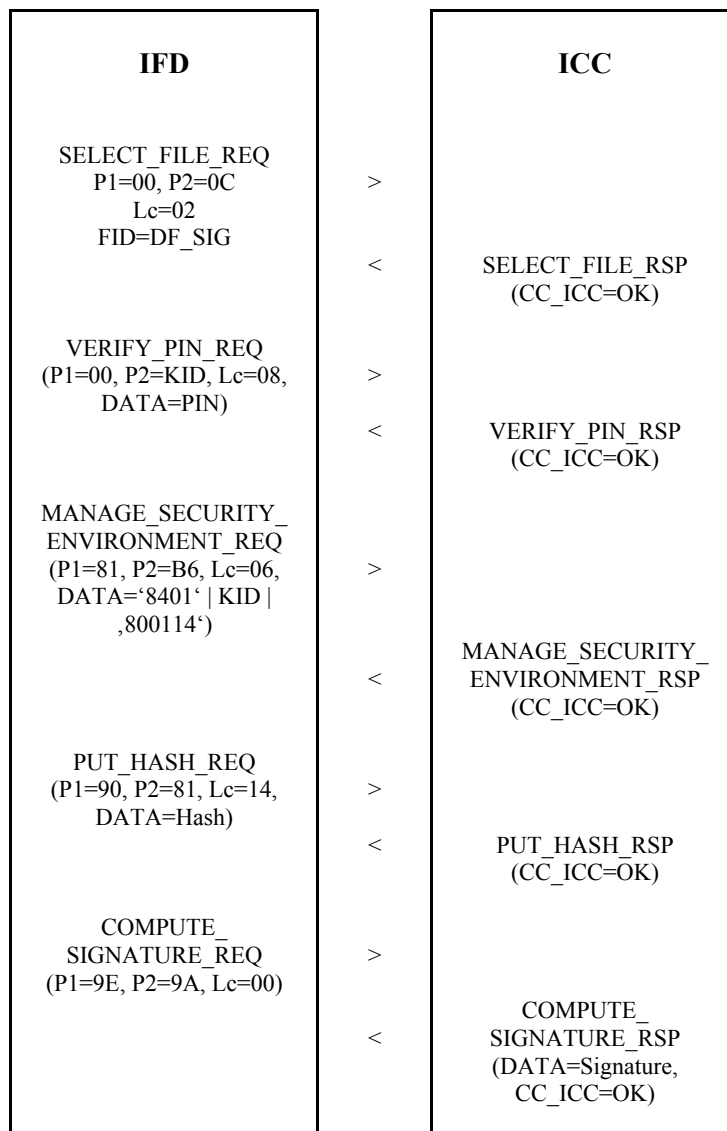 IFD
ICC
SELECT_FILE_REQ
P1=00, P2=0C
>
Lc=02
FID=DF_SIG
<
SELECT_FILE_RSP
(CC_ICC=OK)
VERIFY_PIN_REQ
(P1=00, P2=KID, Lc=08,
>
DATA=PIN)
<
VERIFY_PIN_RSP
(CC_ICC=OK)
MANAGE_SECURITY_
ENVIRONMENT_REQ
(P1=81, P2=B6, Lc=06,
>
DATA=‘8401‘ | KID |
‚800114‘)
MANAGE_SECURITY_
<
ENVIRONMENT_RSP
(CC_ICC=OK)
PUT_HASH_REQ
(P1=90, P2=81, Lc=14,
>
DATA=Hash)
<
PUT_HASH_RSP
(CC_ICC=OK)
COMPUTE_
SIGNATURE_REQ
>
(P1=9E, P2=9A, Lc=00)
COMPUTE_
<
SIGNATURE_RSP
(DATA=Signature,
CC_ICC=OK)